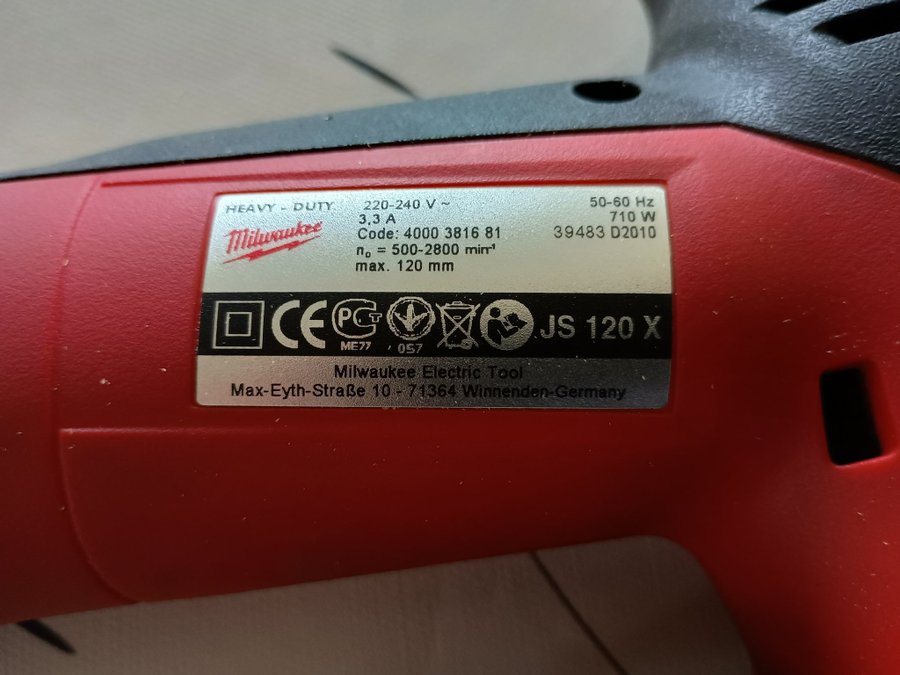 HEAVY - DUTY
Milwaukee
220-240 V ~
3,3 A
Code: 4000 3816 81
n₀ = 500-2800 min⁻¹
max. 120 mm
50-60 Hz
710 W
39483 D2010
CE PCT ME77 057 JS 120 X
Milwaukee Electric Tool
Max-Eyth-Straße 10 - 71364 Winnenden-Germany